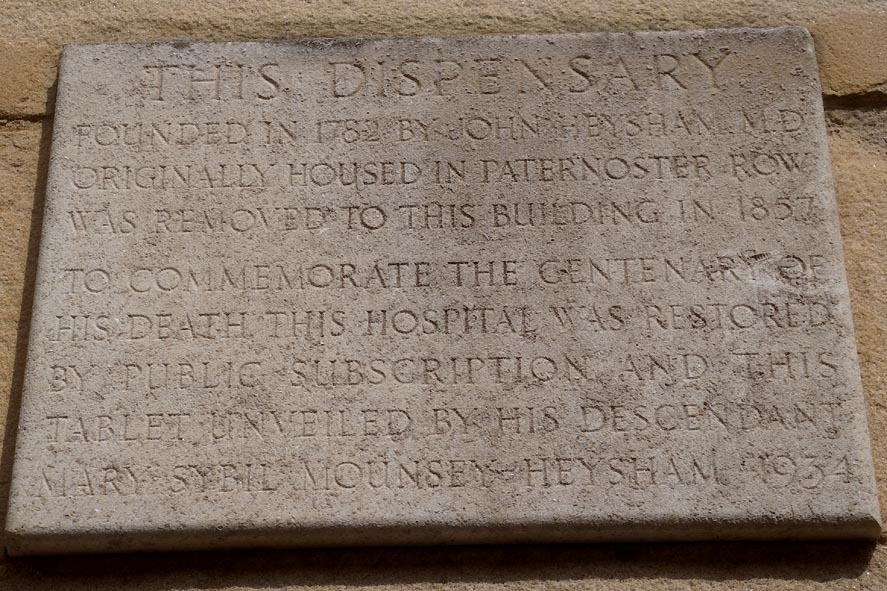 THIS DISPENSARY
FOUNDED IN 1782 BY JOHN HEYSHAM M.D
ORIGINALLY HOUSED IN PATERNOSTER ROW
WAS REMOVED TO THIS BUILDING IN 1857.
TO COMMEMORATE THE CENTENARY OF
HIS DEATH THIS HOSPITAL WAS RESTORED
BY PUBLIC SUBSCRIPTION AND THIS
TABLET UNVEILED BY HIS DESCENDANT
MARY SYBIL MOUNSEY-HEYSHAM 1934